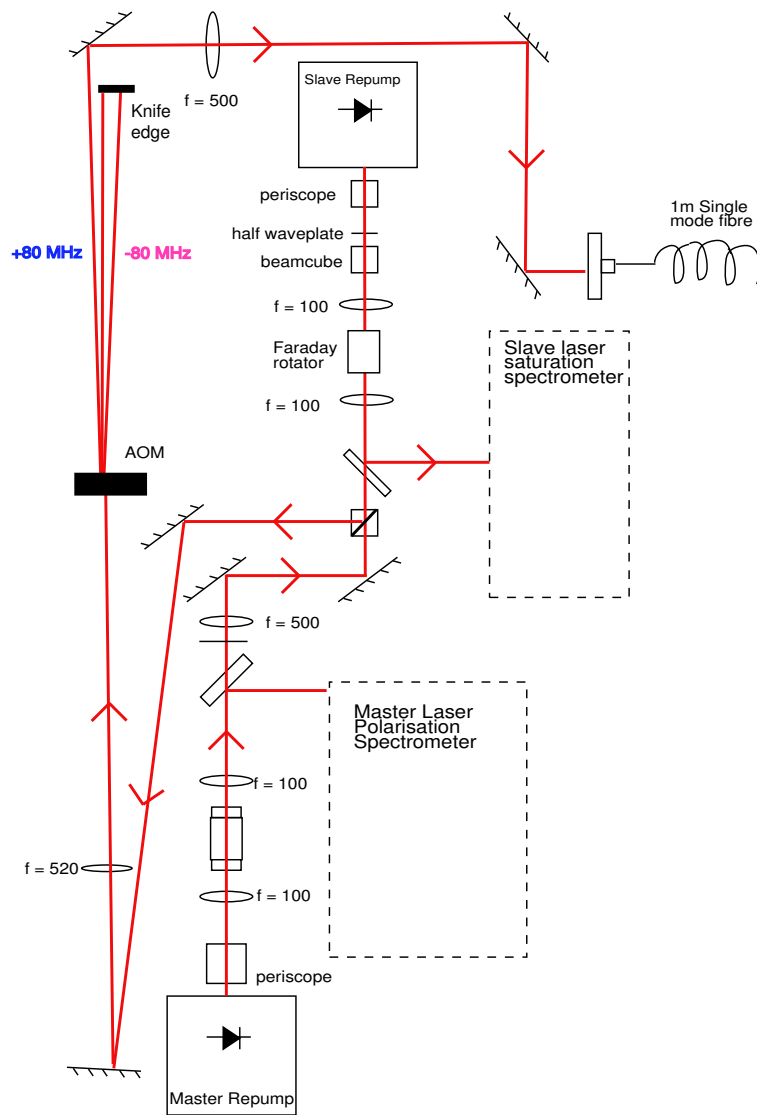 f = 500
Slave Repump
Knife
edge
periscope
1m Single
mode fibre
half waveplate
+80 MHz
-80 MHz
beamcube
f = 100
Faraday
rotator
Slave laser
saturation
spectrometer
f = 100
AOM
f = 500
Master Laser
Polarisation
Spectrometer
f = 100
f = 520
f = 100
periscope
Master Repump